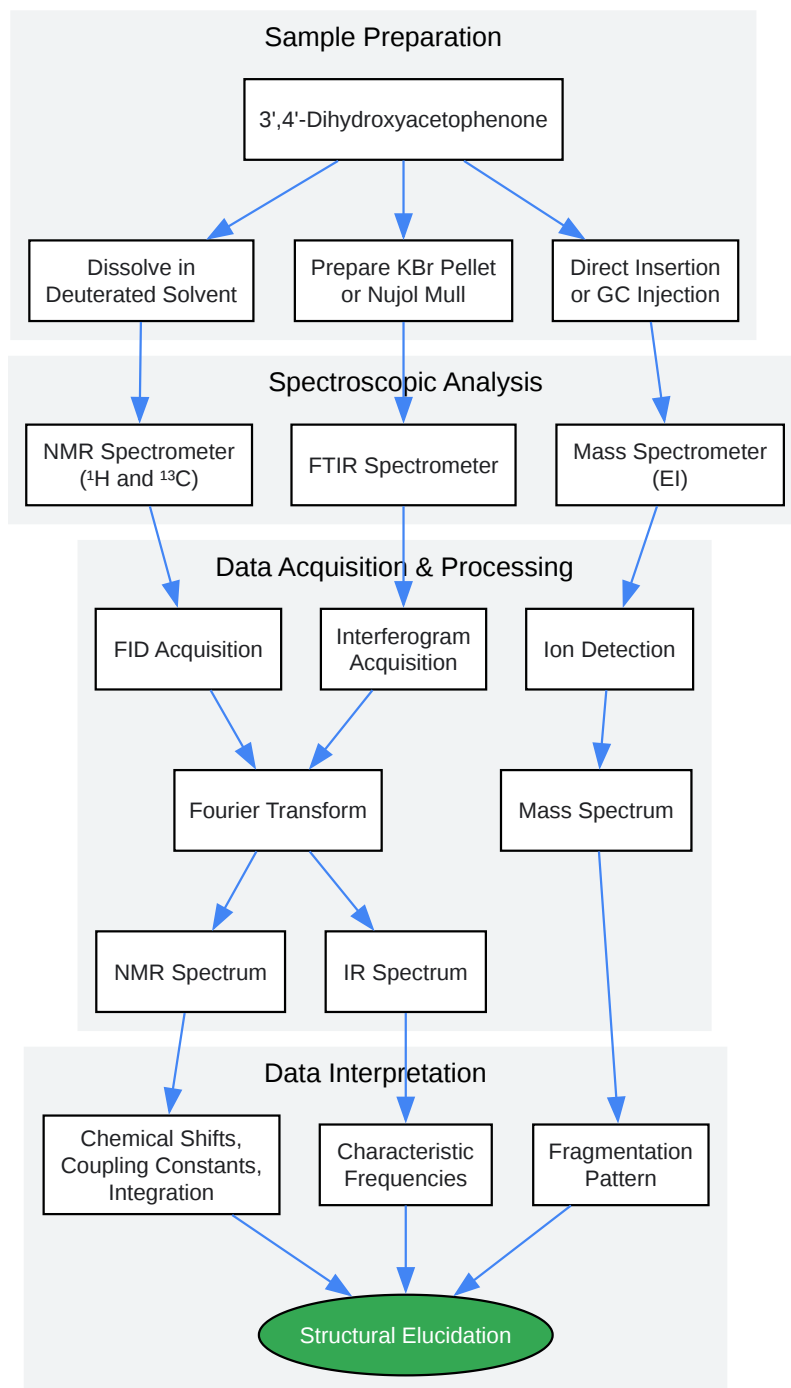 Sample Preparation
3',4'-Dihydroxyacetophenone
Dissolve in
Deuterated Solvent
Prepare KBr Pellet
or Nujol Mull
Direct Insertion
or GC Injection
Spectroscopic Analysis
NMR Spectrometer
(¹H and ¹³C)
FTIR Spectrometer
Mass Spectrometer
(EI)
Data Acquisition & Processing
FID Acquisition
Interferogram
Acquisition
Ion Detection
Fourier Transform
Mass Spectrum
NMR Spectrum
IR Spectrum
Data Interpretation
Chemical Shifts,
Coupling Constants,
Integration
Characteristic
Frequencies
Fragmentation
Pattern
Structural Elucidation